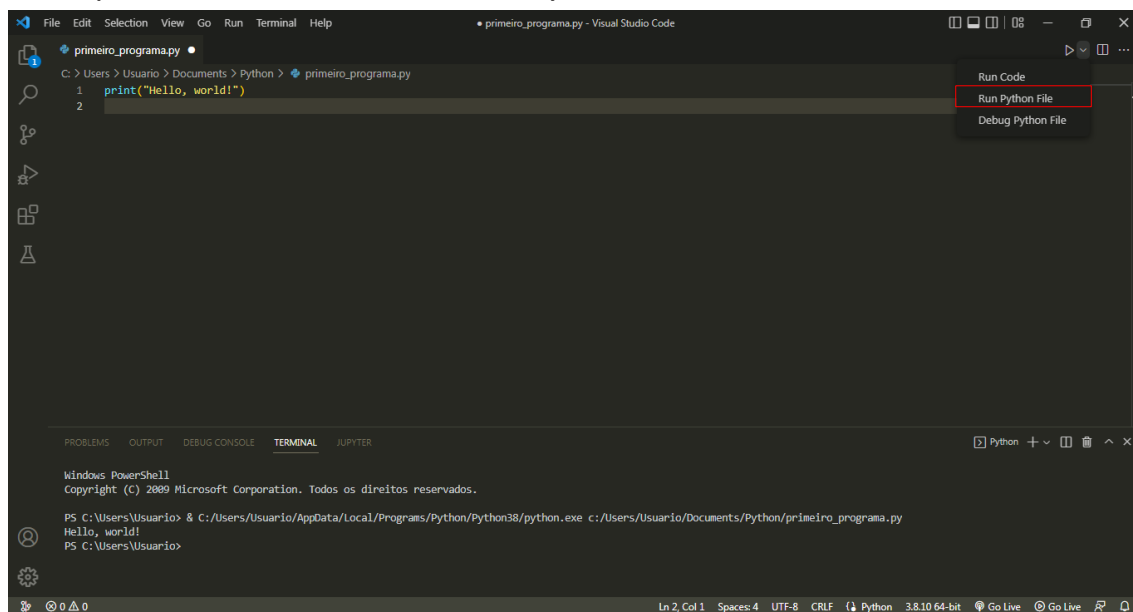 File Edit Selection View Go Run Terminal Help
• primeiro_programa.py - Visual Studio Code
primeiro_programa.py
C: > Users > Usuario > Documents > Python > primeiro_programa.py
1 print("Hello, world!")
2
Run Code
Run Python File
Debug Python File
1
PROBLEMS OUTPUT DEBUG CONSOLE TERMINAL JUPYTER
Python
Windows PowerShell
Copyright (C) 2009 Microsoft Corporation. Todos os direitos reservados.
PS C:\Users\Usuario> & C:/Users/Usuario/AppData/Local/Programs/Python/Python38/python.exe c:/Users/Usuario/Documents/Python/primeiro_programa.py
Hello, world!
PS C:\Users\Usuario>
0 0 Ln 2, Col 1 Spaces: 4 UTF-8 CRLF Python 3.8.10 64-bit Go Live Go Live